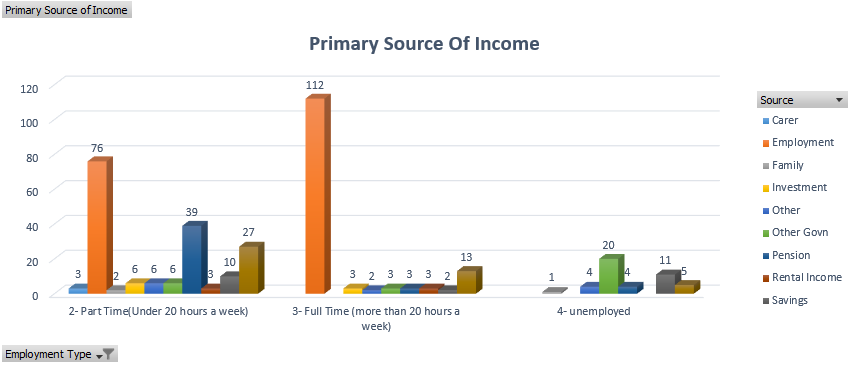 Primary Source of Income
Primary Source Of Income
120
100
80
60
40
20
0
3
76
2
6
6
6
39
3
10
27
112
3
2
3
3
3
2
13
1
4
20
4
11
5
2- Part Time(Under 20 hours a week)
3- Full Time (more than 20 hours a
week)
4- unemployed
Source
Carer
Employment
Family
Investment
Other
Other Govn
Pension
Rental Income
Savings
Employment Type